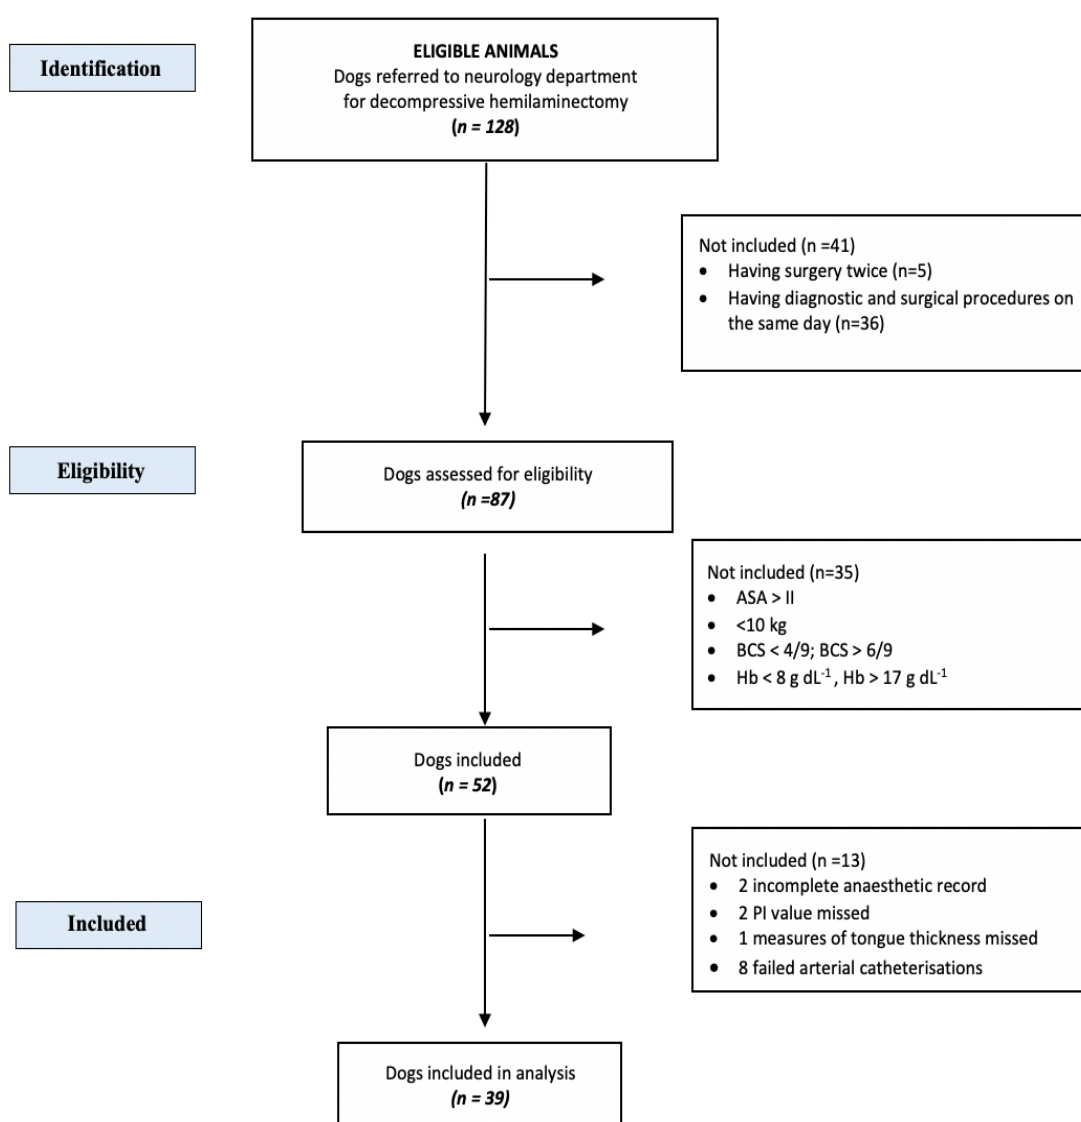 Identification
ELIGIBLE ANIMALS
Dogs referred to neurology department
for decompressive hemilaminectomy
(n = 128)
Not included (n =41)
• Having surgery twice (n=5)
• Having diagnostic and surgical procedures on
the same day (n=36)
Eligibility
Dogs assessed for eligibility
(n =87)
Not included (n=35)
• ASA > II
• <10 kg
• BCS < 4/9; BCS > 6/9
• Hb < 8 g dL⁻¹ , Hb > 17 g dL⁻¹
Dogs included
(n = 52)
Not included (n =13)
• 2 incomplete anaesthetic record
• 2 PI value missed
• 1 measures of tongue thickness missed
• 8 failed arterial catheterisations
Included
Dogs included in analysis
(n = 39)